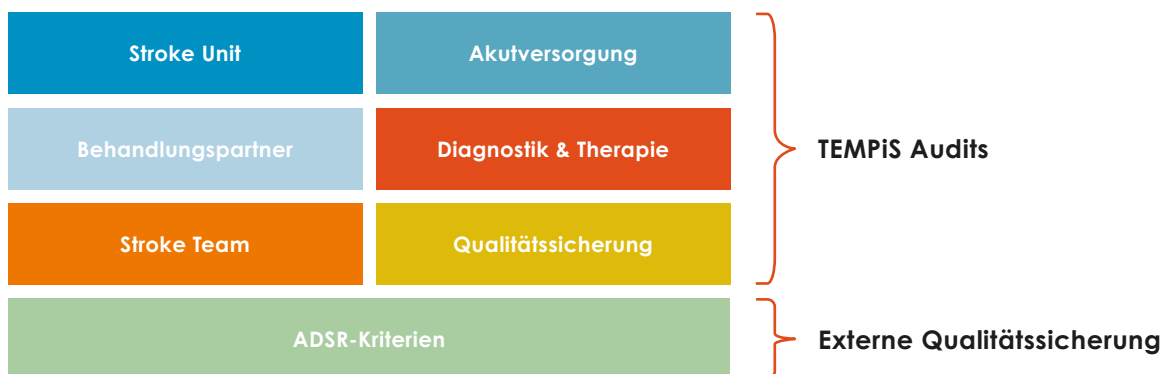 Stroke Unit
Akutversorgung
Behandlungspartner
Diagnostik & Therapie
TEMPiS Audits
Stroke Team
Qualitätssicherung
ADSR-Kriterien
Externe Qualitätssicherung